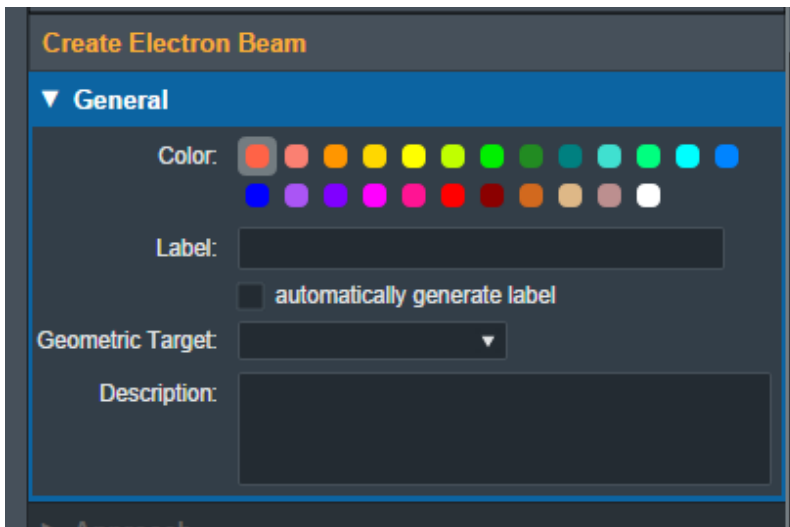 Create Electron Beam
▼ General
Color:
Label:
automatically generate label
Geometric Target:
Description: